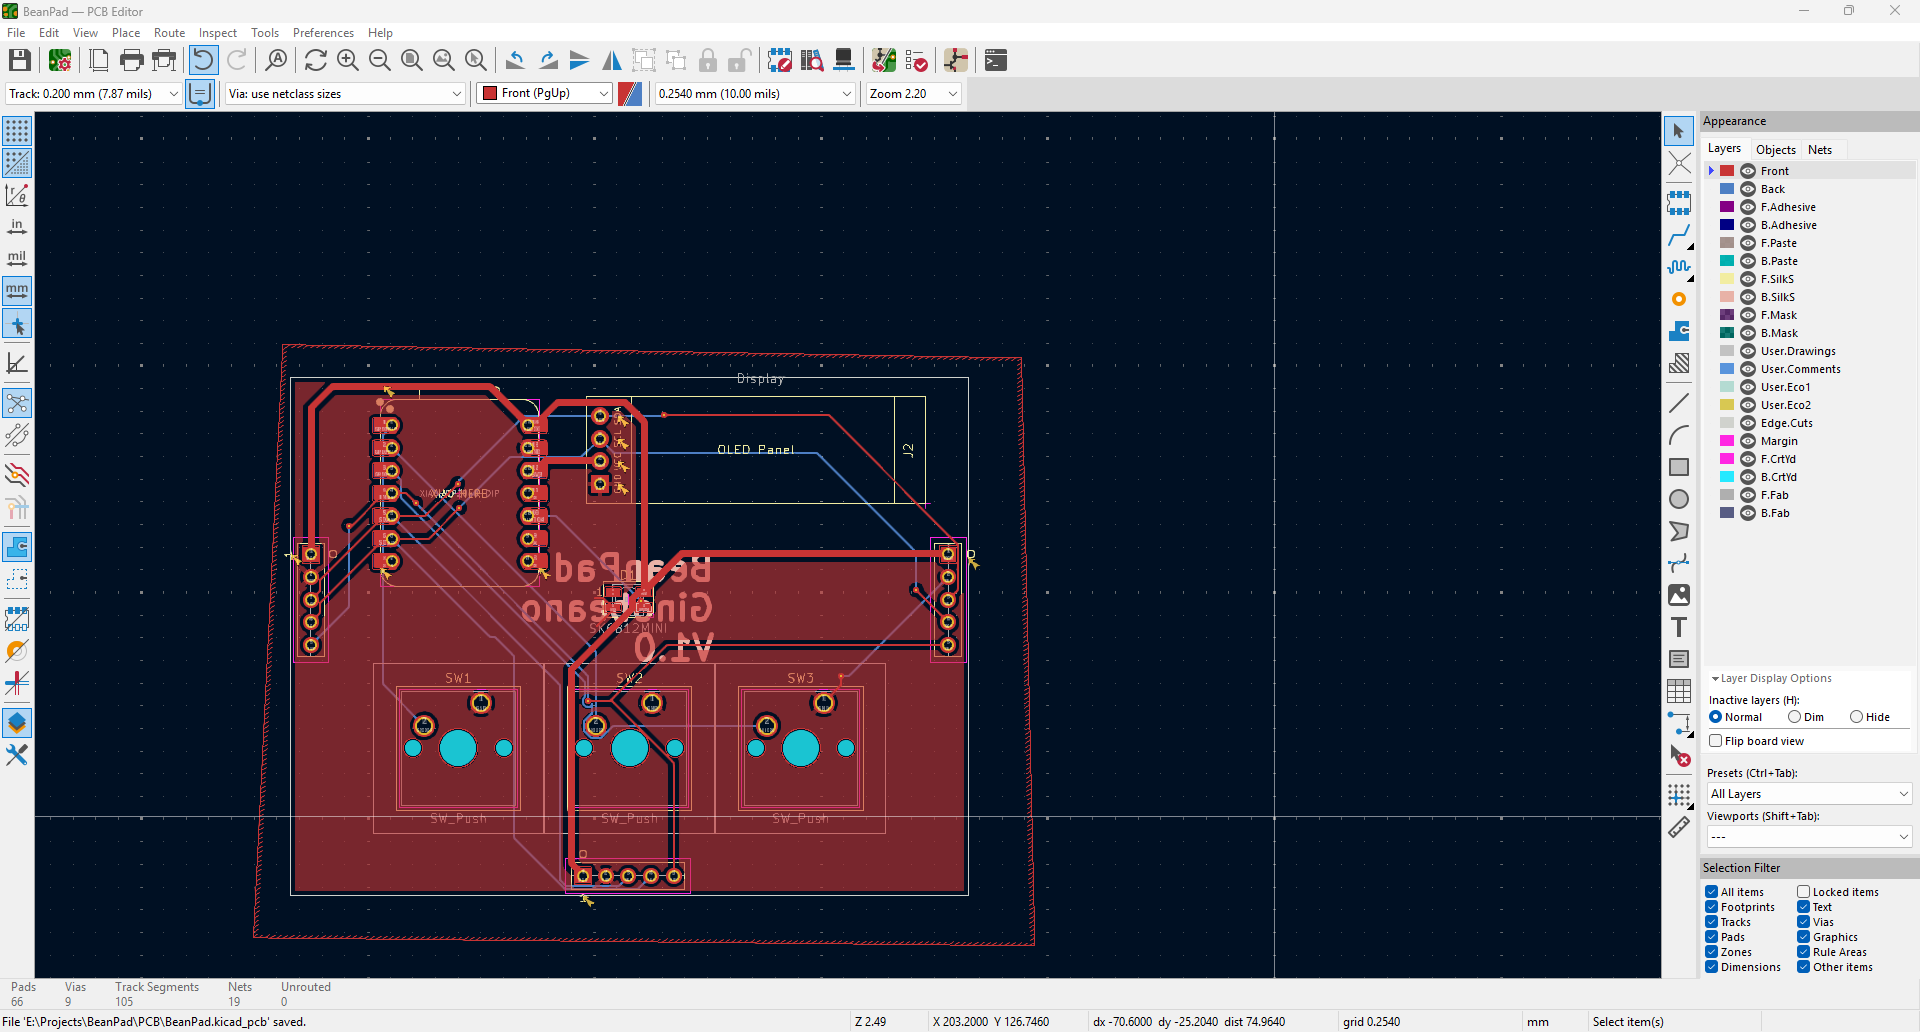 BeanPad — PCB Editor
File Edit View Place Route Inspect Tools Preferences Help
Track: 0.200 mm (7.87 mils) Via: use netclass sizes Front (PgUp) 0.2540 mm (10.00 mils) Zoom 2.20
in
mil
mm
Display
OLED Panel
J2
BeanPad
GinoBeano
SK6812MINI
V1.0
SW1 SW2 SW3
SW_Push SW_Push SW_Push
Appearance
Layers Objects Nets
Front
Back
F.Adhesive
B.Adhesive
F.Paste
B.Paste
F.SilkS
B.SilkS
F.Mask
B.Mask
User.Drawings
User.Comments
User.Eco1
User.Eco2
Edge.Cuts
Margin
F.CrtYd
B.CrtYd
F.Fab
B.Fab
Layer Display Options
Inactive layers (H):
Normal Dim Hide
Flip board view
Presets (Ctrl+Tab):
All Layers
Viewports (Shift+Tab):
---
Selection Filter
All items Locked items
Footprints Text
Tracks Vias
Pads Graphics
Zones Rule Areas
Dimensions Other items
Pads Vias Track Segments Nets Unrouted
66 9 105 19 0
File 'E:\Projects\BeanPad\PCB\BeanPad.kicad_pcb' saved. Z 2.49 X 203.2000 Y 126.7460 dx -70.6000 dy -25.2040 dist 74.9640 grid 0.2540 mm Select item(s)